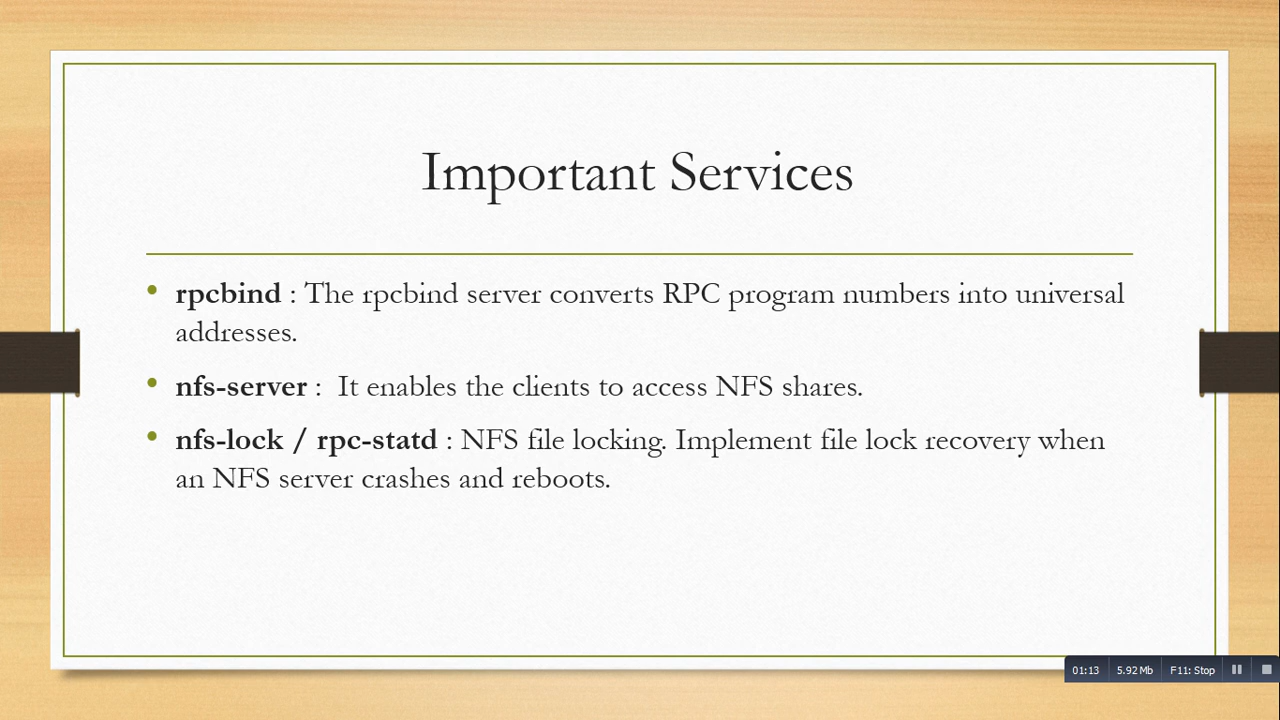 Important Services
• rpcbind : The rpcbind server converts RPC program numbers into universal
addresses.
• nfs-server :  It enables the clients to access NFS shares.
• nfs-lock / rpc-statd : NFS file locking. Implement file lock recovery when
an NFS server crashes and reboots.
01:13 5.92 Mb F11: Stop